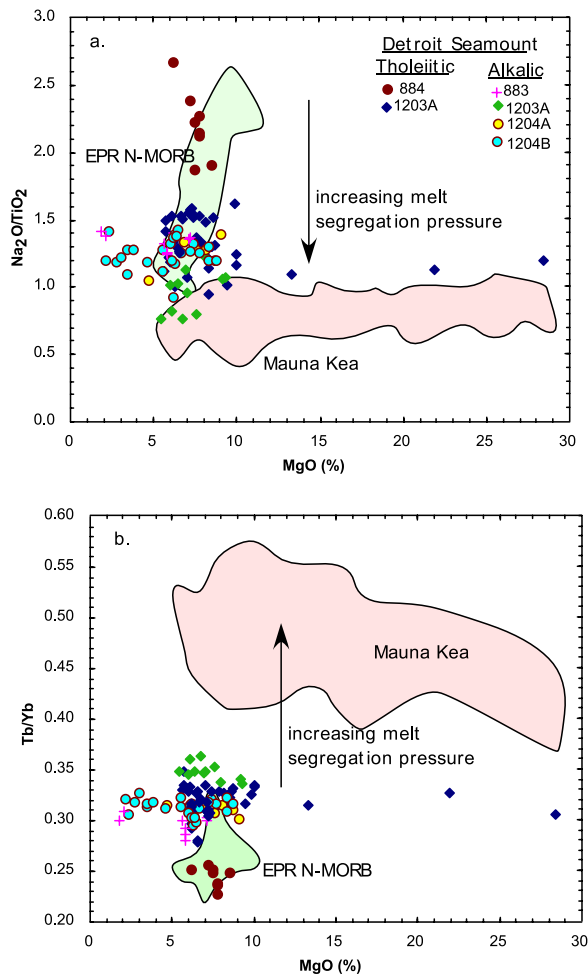 a.
Detroit Seamount
Tholeiitic
Alkalic
884
1203A
883
1203A
1204A
1204B
EPR N-MORB
increasing melt
segregation pressure
Mauna Kea
Na2O/TiO2
3.0
2.5
2.0
1.5
1.0
0.5
0.0
0 5 10 15 20 25 30
MgO (%)
b.
Mauna Kea
increasing melt
segregation pressure
EPR N-MORB
Tb/Yb
0.60
0.55
0.50
0.45
0.40
0.35
0.30
0.25
0.20
0 5 10 15 20 25 30
MgO (%)